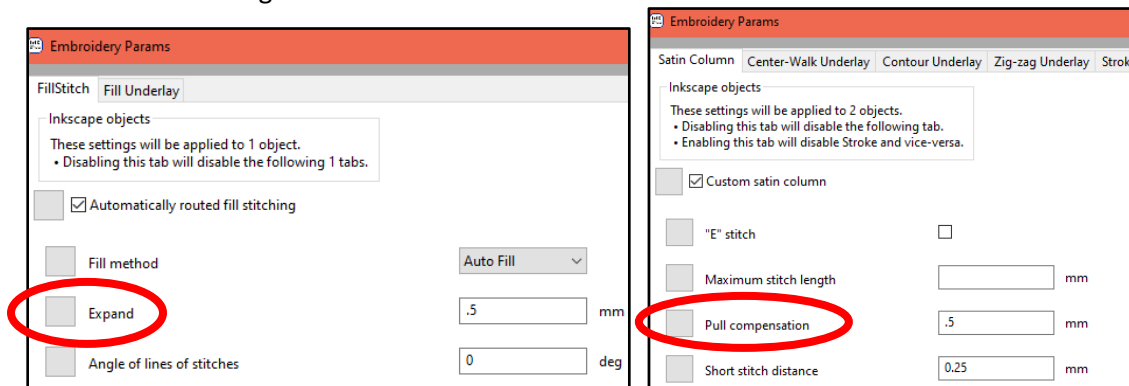 Embroidery Params
FillStitch Fill Underlay
Inkscape objects
These settings will be applied to 1 object.
• Disabling this tab will disable the following 1 tabs.
Automatically routed fill stitching
Fill method Auto Fill
Expand .5 mm
Angle of lines of stitches 0 deg
Embroidery Params
Satin Column Center-Walk Underlay Contour Underlay Zig-zag Underlay Strok
Inkscape objects
These settings will be applied to 2 objects.
• Disabling this tab will disable the following tab.
• Enabling this tab will disable Stroke and vice-versa.
Custom satin column
"E" stitch
Maximum stitch length mm
Pull compensation .5 mm
Short stitch distance 0.25 mm